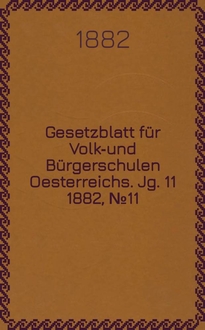 1882
Gesetzblatt für
Volk-und
Bürgerschulen
Oesterreichs. Jg. 11
1882, №11